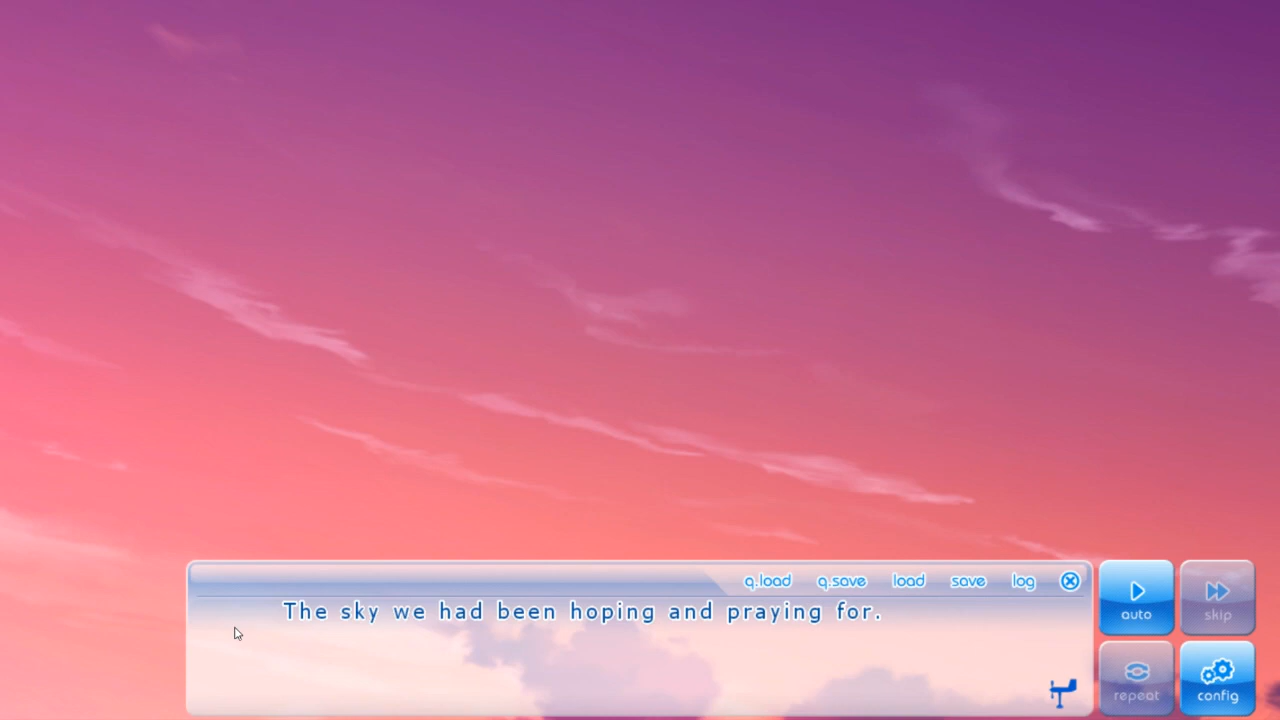 q.load q.save load save log
The sky we had been hoping and praying for.
auto
skip
repeat
config